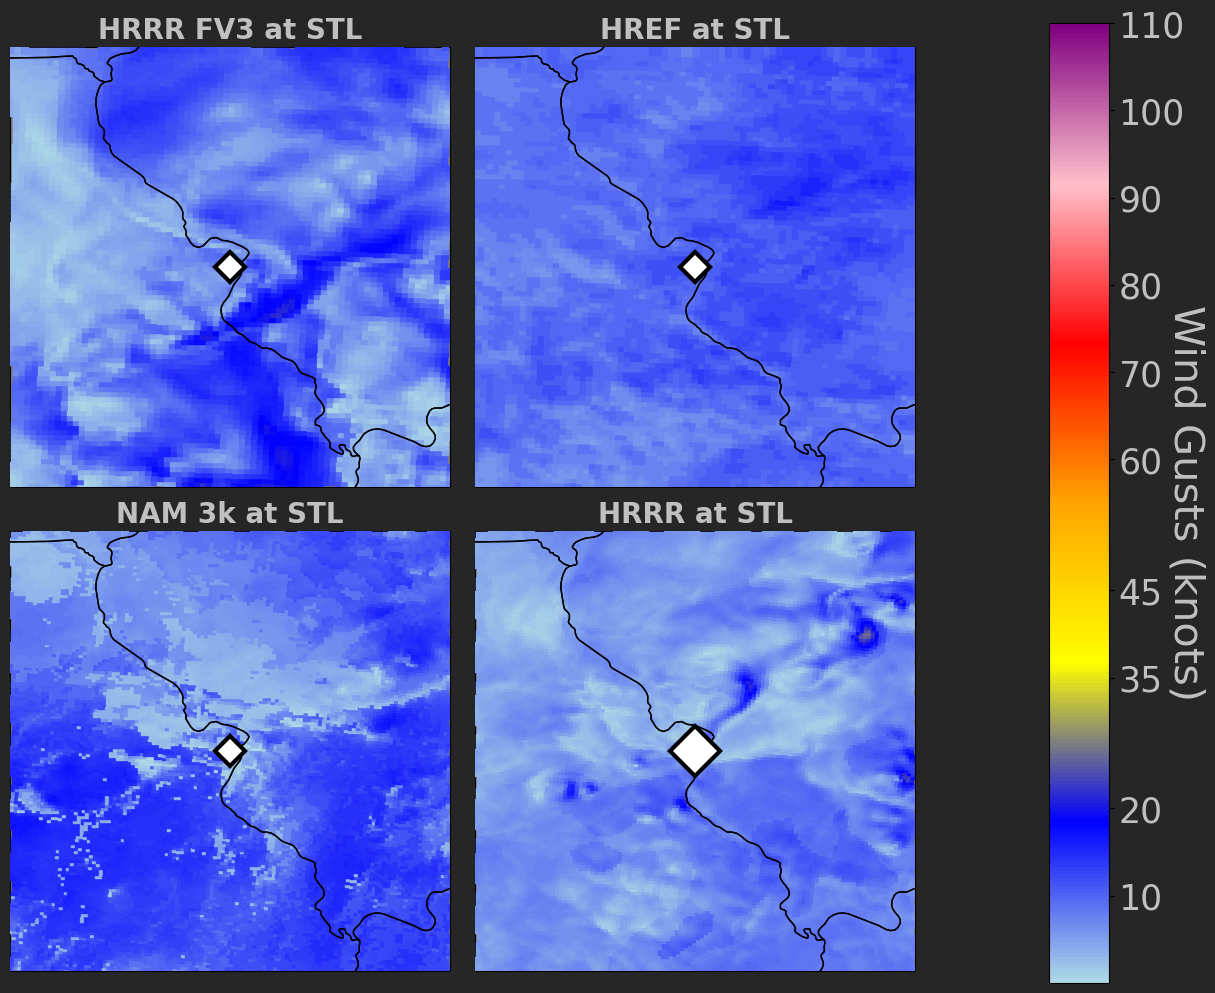 HRRR FV3 at STL
HREF at STL
NAM 3k at STL
HRRR at STL
110
100
90
80
70
60
45
35
20
10
Wind Gusts (knots)